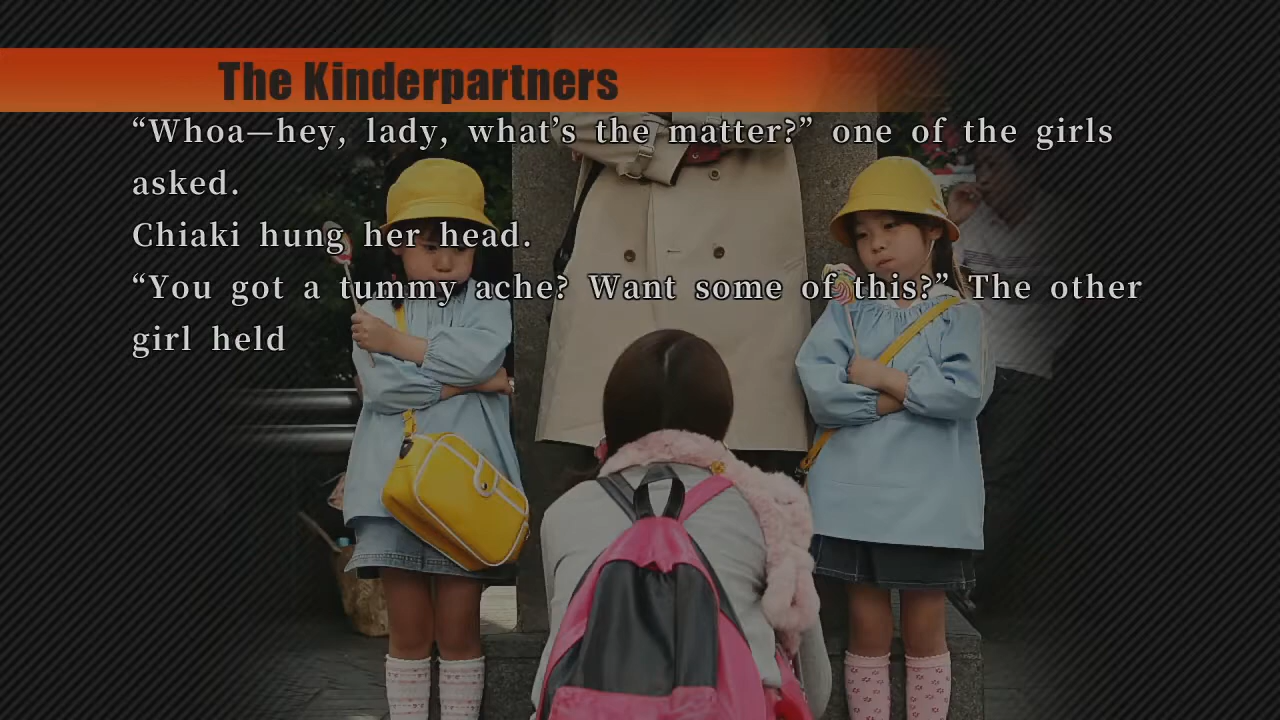 The Kinderpartners
“Whoa—hey, lady, what’s the matter?” one of the girls
asked.
Chiaki hung her head.
“You got a tummy ache? Want some of this?” The other
girl held